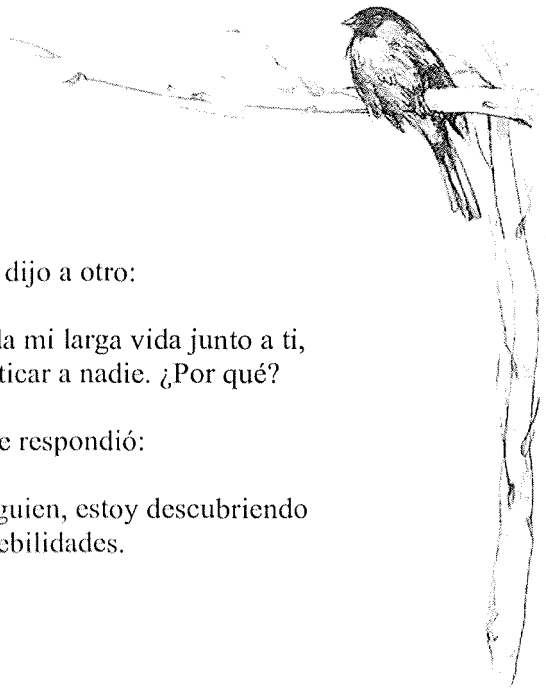 dijo a otro:
la mi larga vida junto a ti,
ticar a nadie. ¿Por qué?
e respondió:
guien, estoy descubriendo
ebilidades.